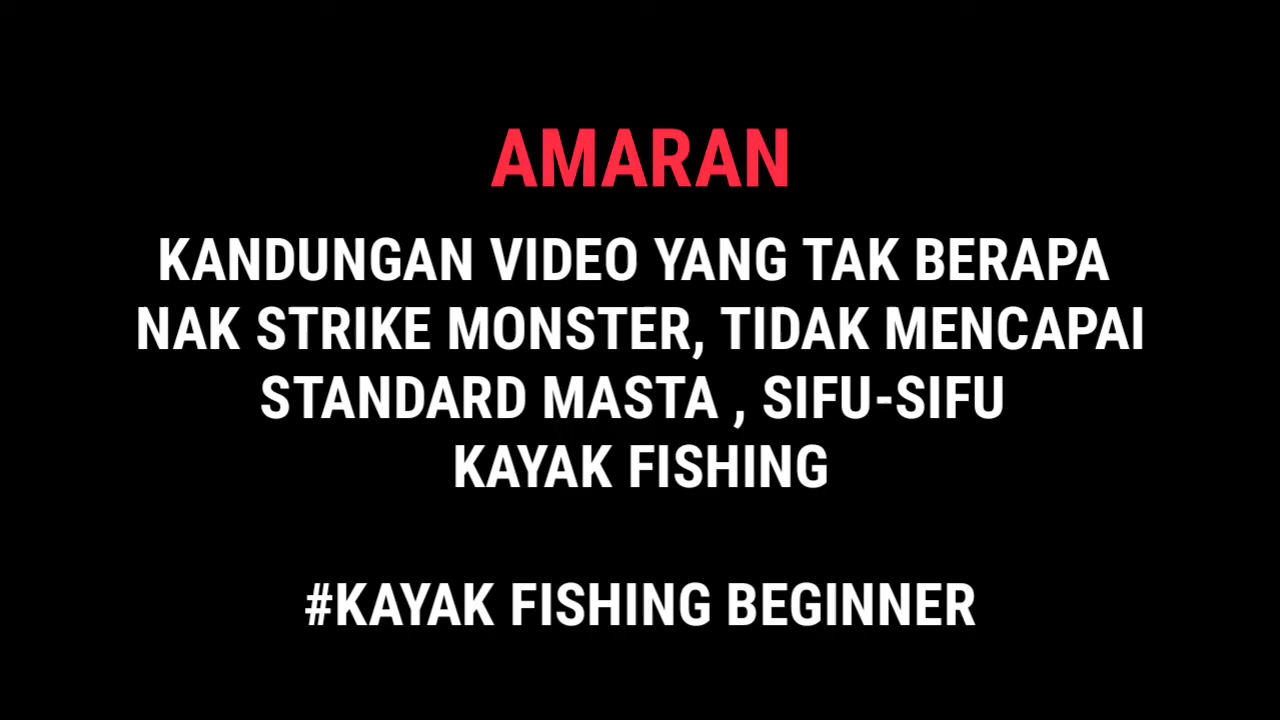 AMARAN
KANDUNGAN VIDEO YANG TAK BERAPA
NAK STRIKE MONSTER, TIDAK MENCAPAI
STANDARD MASTA , SIFU-SIFU
KAYAK FISHING
#KAYAK FISHING BEGINNER